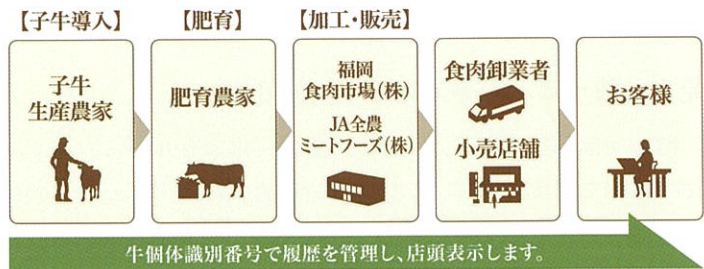 【子牛導入】
【肥育】
【加工・販売】
子牛
生産農家
肥育農家
福岡
食肉市場（株）
JA全農
ミートフーズ（株）
食肉卸業者
小売店舗
お客様
牛個体識別番号で履歴を管理し、店頭表示します。